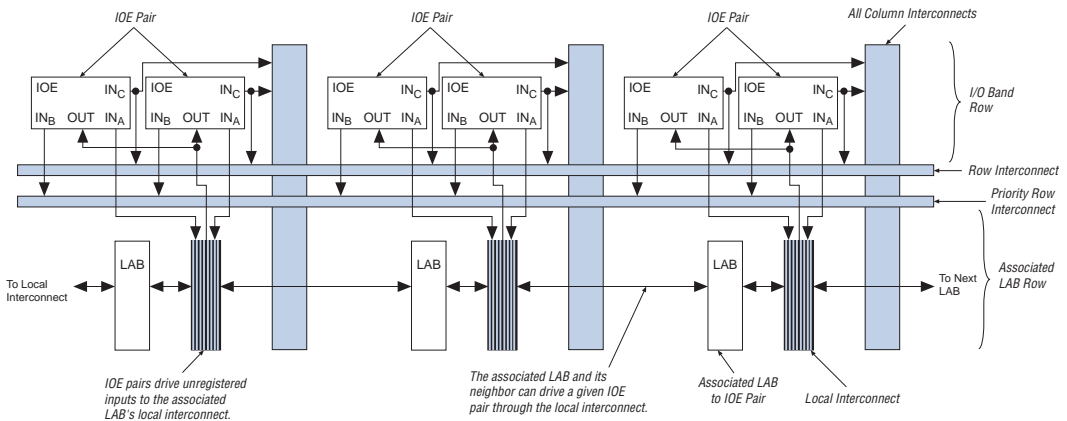 IOE Pair
IOE Pair
IOE Pair
All Column Interconnects
IOE
INC
INB OUT INA
IOE
INC
INB OUT INA
IOE
INC
INB OUT INA
IOE
INC
INB OUT INA
IOE
INC
INB OUT INA
IOE
INC
INB OUT INA
I/O Band
Row
Row Interconnect
Priority Row
Interconnect
LAB
LAB
LAB
To Local
Interconnect
To Next
LAB
Associated
LAB Row
IOE pairs drive unregistered
inputs to the associated
LAB's local interconnect.
The associated LAB and its
neighbor can drive a given IOE
pair through the local interconnect.
Associated LAB
to IOE Pair
Local Interconnect